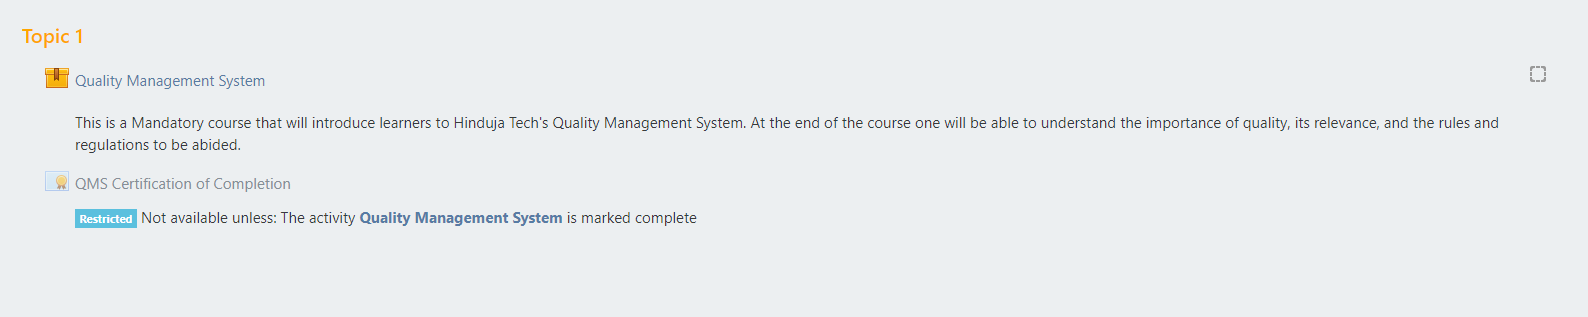 Topic 1
Quality Management System
This is a Mandatory course that will introduce learners to Hinduja Tech's Quality Management System. At the end of the course one will be able to understand the importance of quality, its relevance, and the rules and
regulations to be abided.
QMS Certification of Completion
Restricted Not available unless: The activity Quality Management System is marked complete